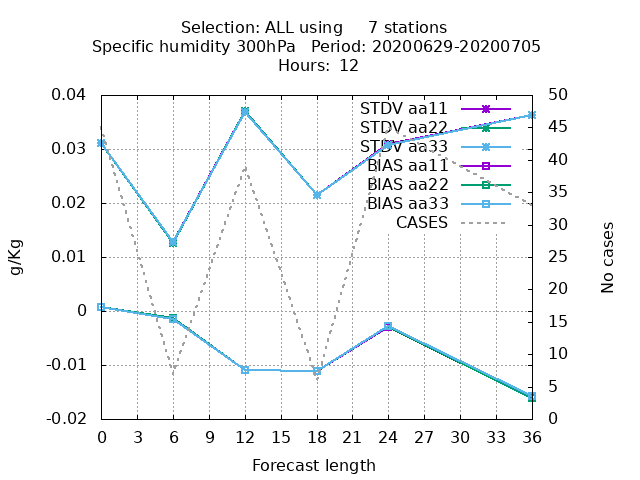 Selection: ALL using     7 stations
Specific humidity 300hPa   Period: 20200629-20200705
Hours: 12
0.04
0.03
0.02
0.01
0
-0.01
-0.02
g/Kg
STDV aa11
STDV aa22
STDV aa33
BIAS aa11
BIAS aa22
BIAS aa33
CASES
50
45
40
35
30
25
20
15
10
5
0
No cases
0 3 6 9 12 15 18 21 24 27 30 33 36
Forecast length